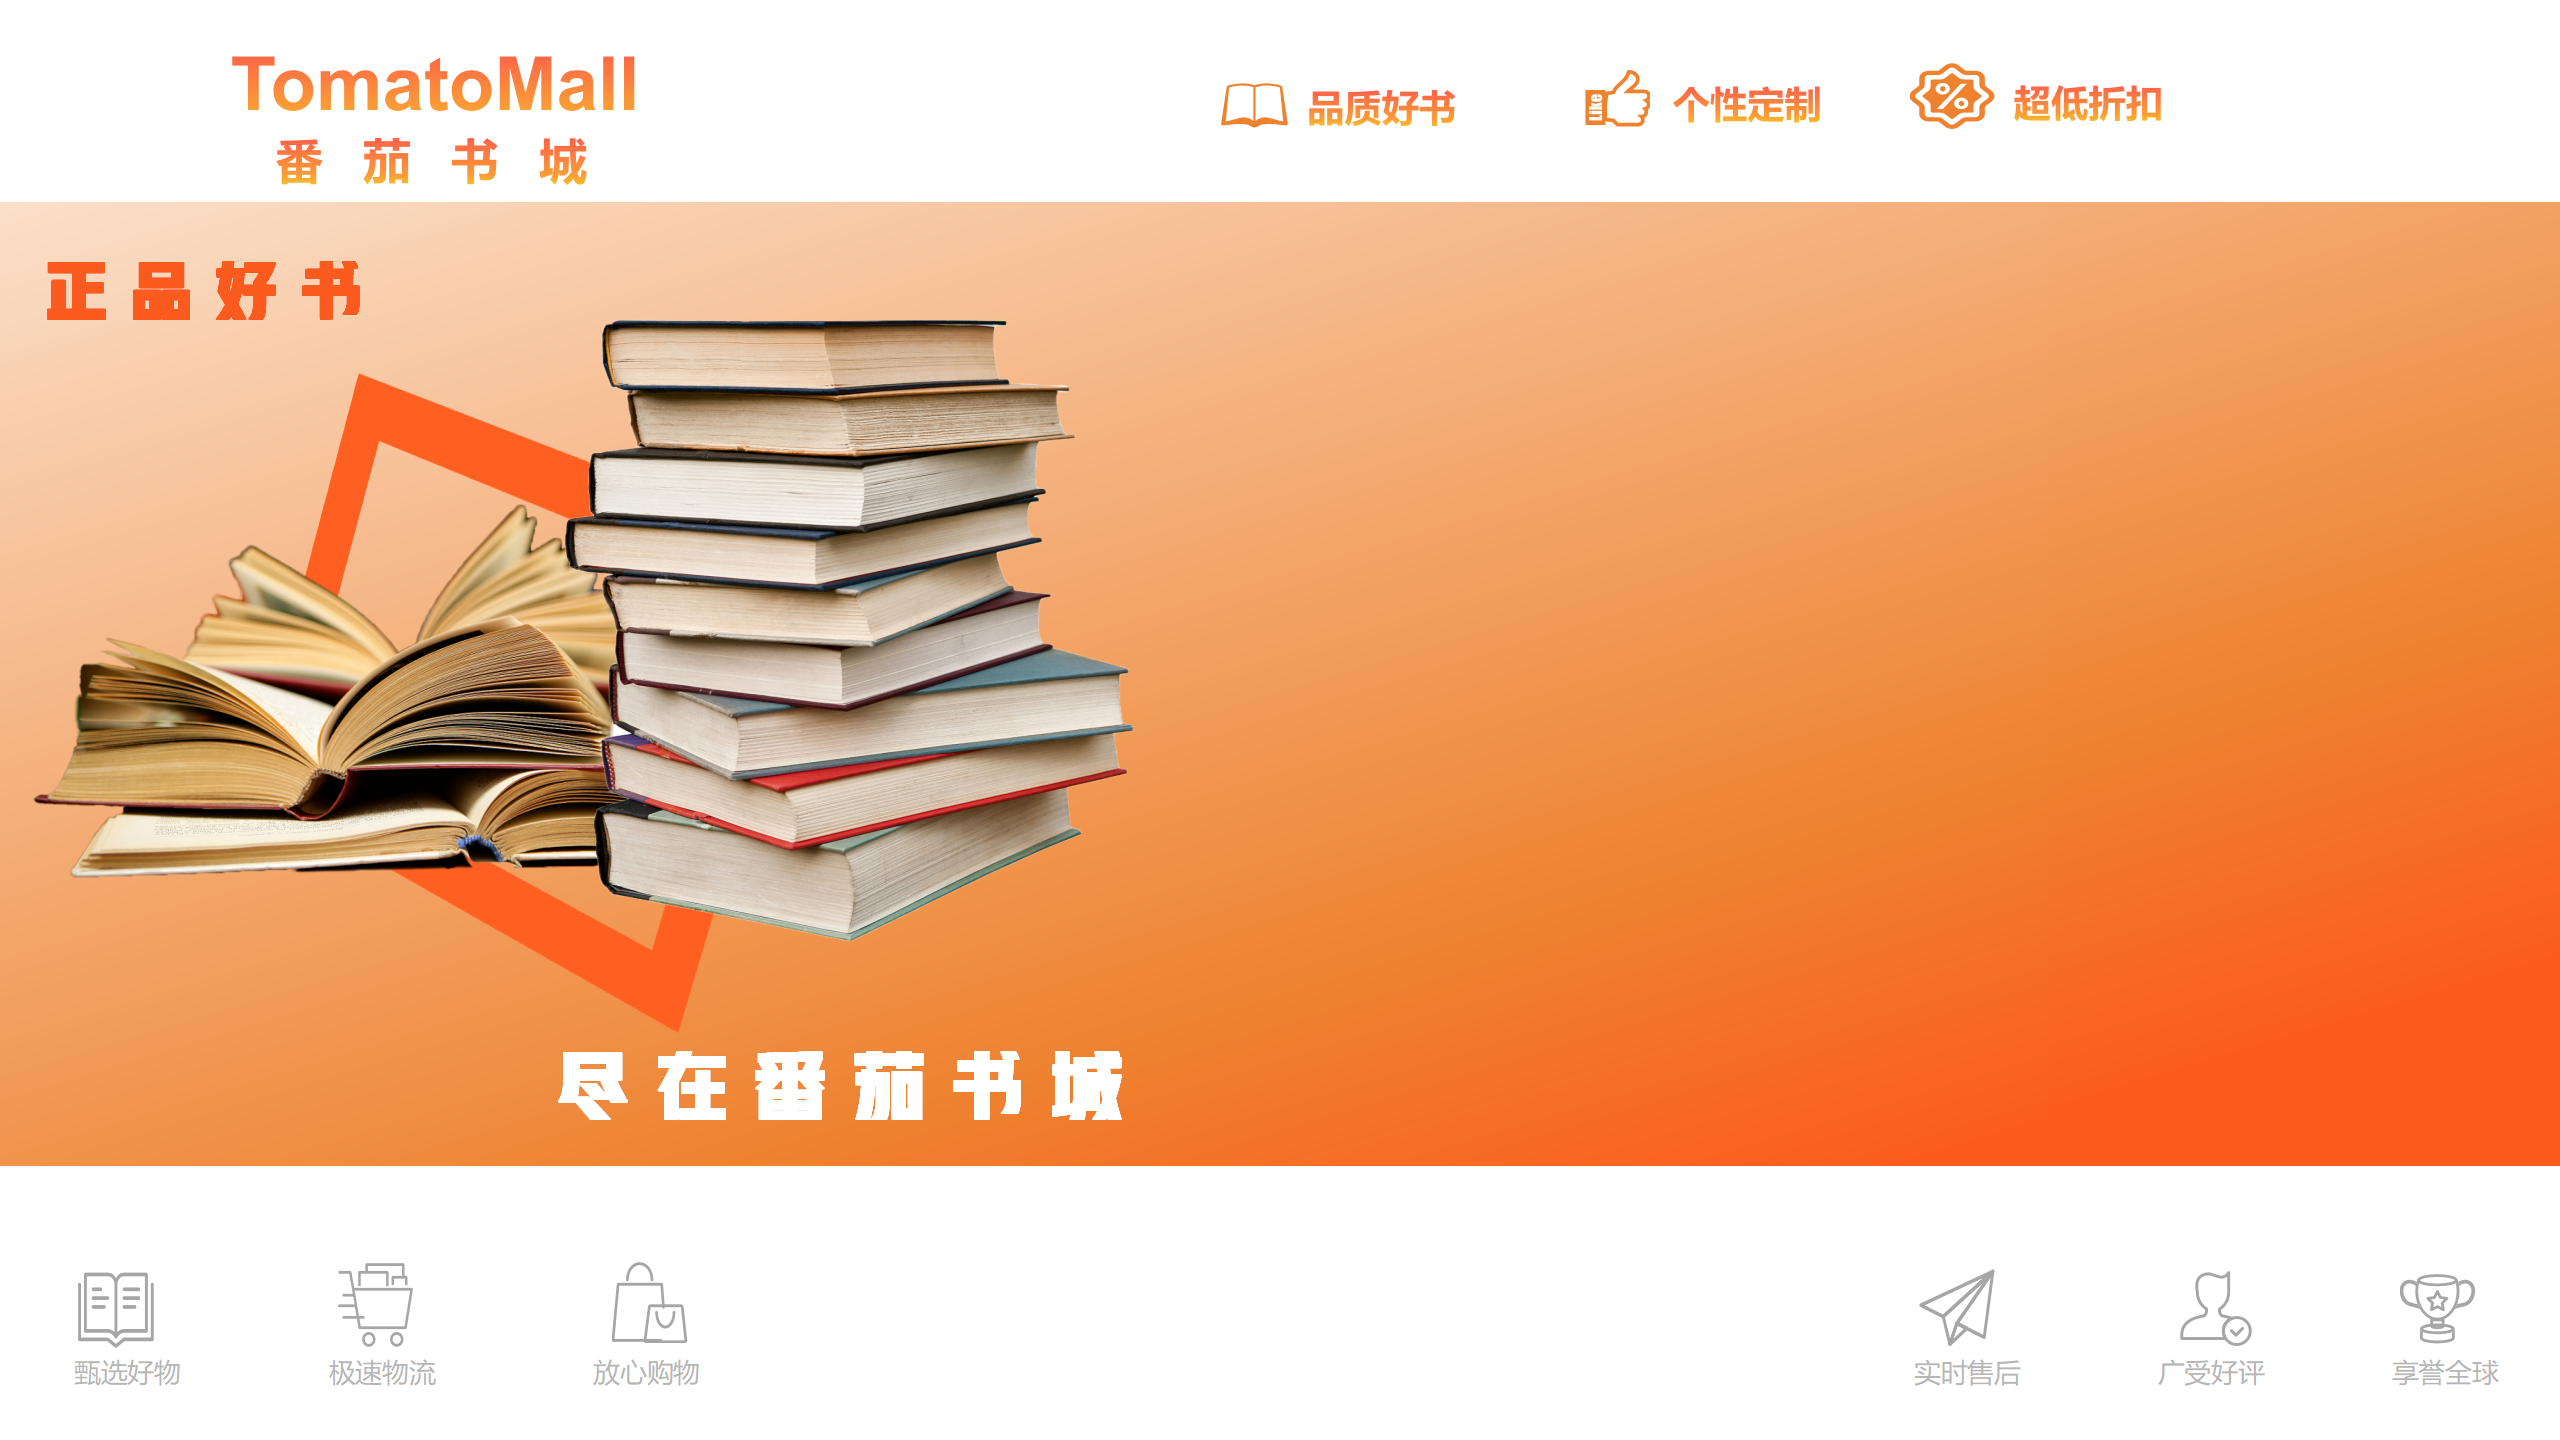 TomatoMall
番茄书城
品质好书
个性定制
超低折扣
正品好书
尽在番茄书城
甄选好物
极速物流
放心购物
实时售后
广受好评
享誉全球